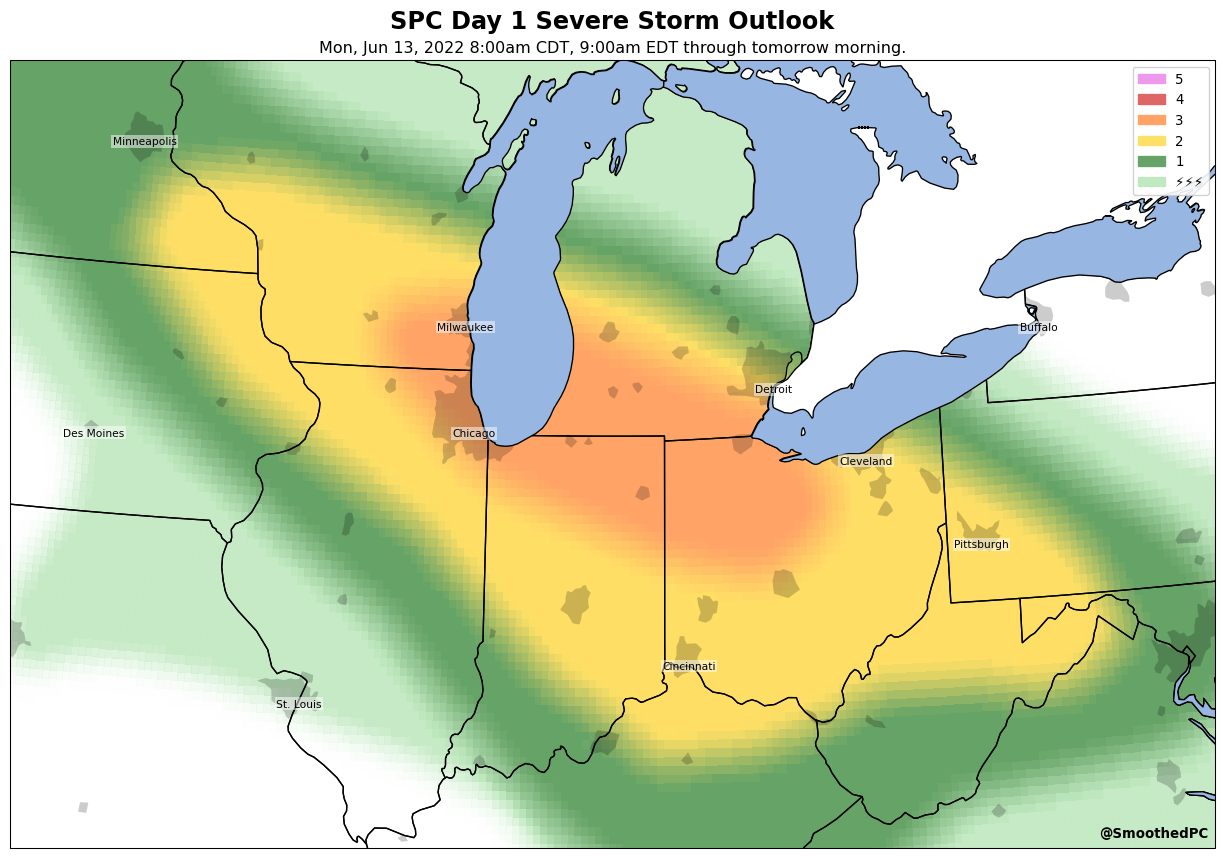 SPC Day 1 Severe Storm Outlook
Mon, Jun 13, 2022 8:00am CDT, 9:00am EDT through tomorrow morning.
5
4
3
2
1
⚡⚡⚡
Minneapolis
Milwaukee
Buffalo
Detroit
Des Moines
Chicago
Cleveland
Pittsburgh
Cincinnati
St. Louis
@SmoothedPC